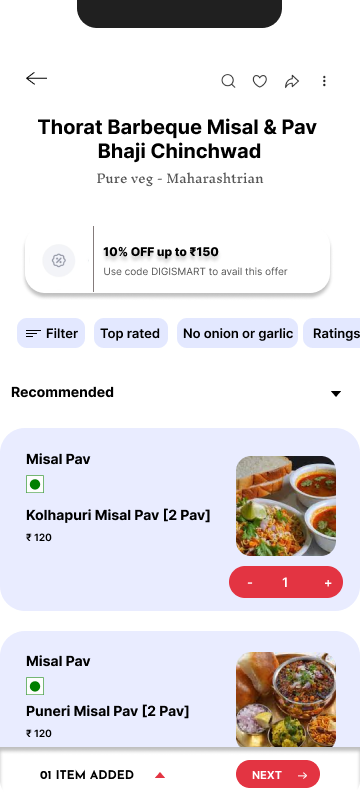 Thorat Barbeque Misal & Pav
Bhaji Chinchwad
Pure veg - Maharashtrian
10% OFF up to ₹150
Use code DIGISMART to avail this offer
Filter
Top rated
No onion or garlic
Ratings
Recommended
Misal Pav
Kolhapuri Misal Pav [2 Pav]
₹ 120
- 1 +
Misal Pav
Puneri Misal Pav [2 Pav]
₹ 120
01 ITEM ADDED
NEXT →